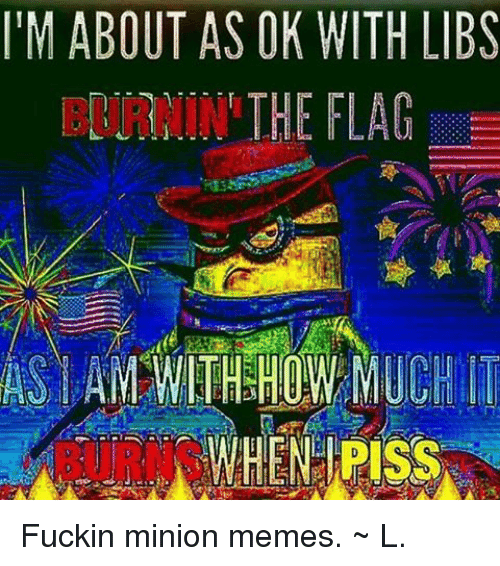 I'M ABOUT AS OK WITH LIBS
BURNIN' THE FLAG
AS I AM WITH HOW MUCH IT
BURNS WHEN I PISS
Fuckin minion memes. ~ L.